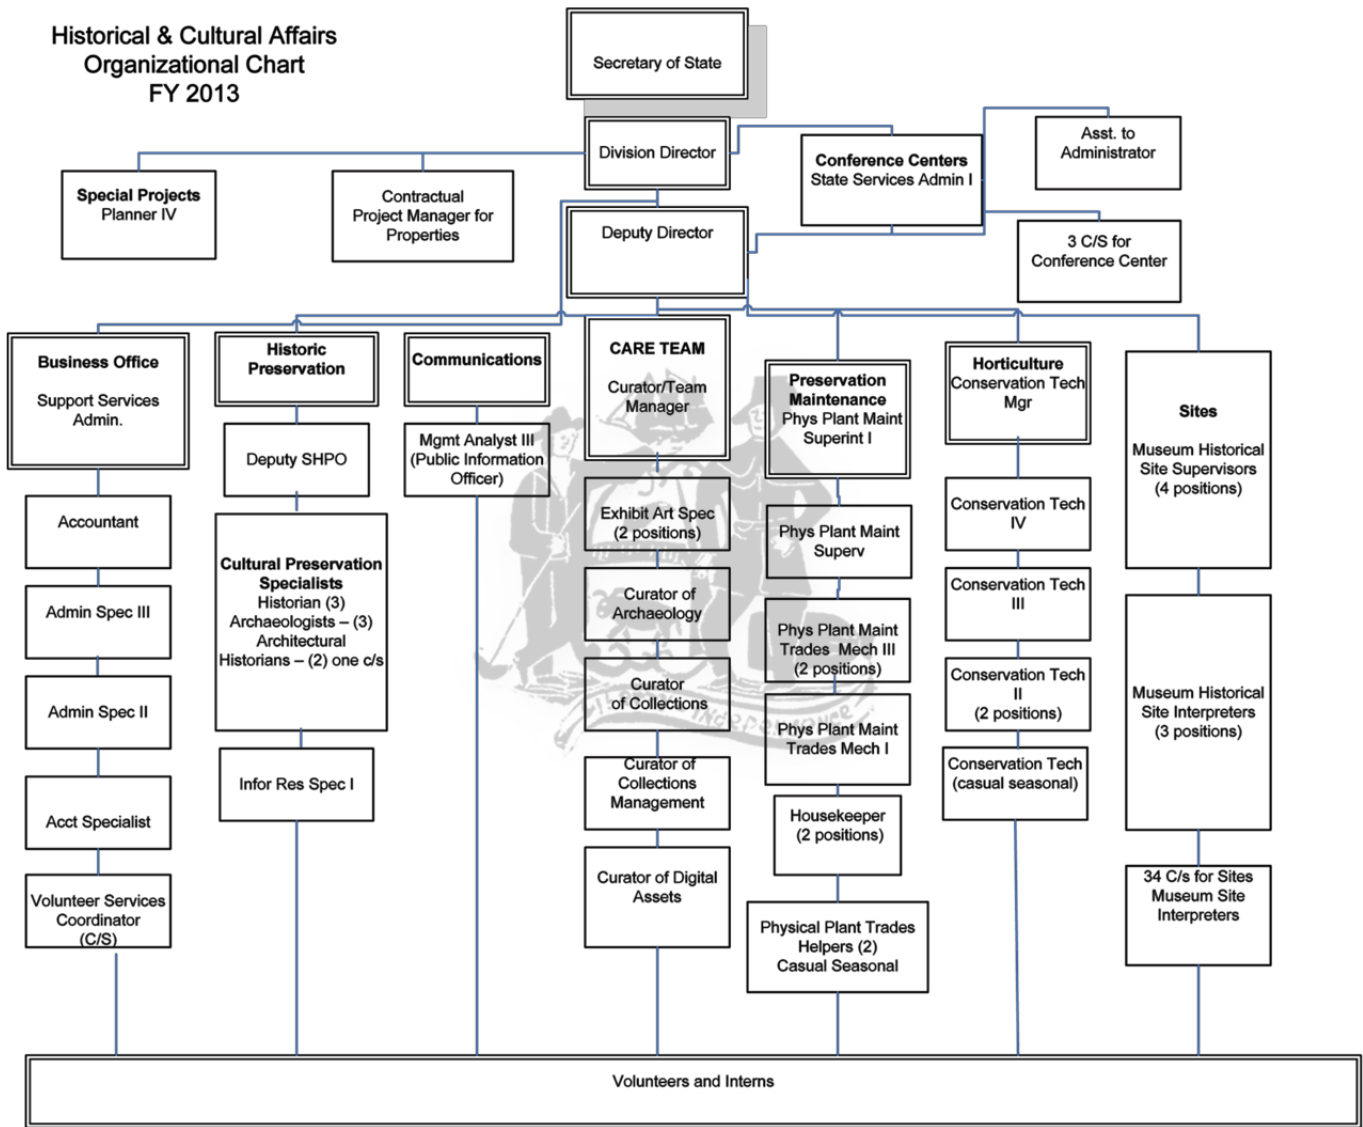 Historical & Cultural Affairs
Organizational Chart
FY 2013
Secretary of State
Division Director
Conference Centers
State Services Admin I
Asst. to
Administrator
Special Projects
Planner IV
Contractual
Project Manager for
Properties
Deputy Director
3 C/S for
Conference Center
Business Office
Support Services
Admin.
Accountant
Admin Spec III
Admin Spec II
Acct Specialist
Volunteer Services
Coordinator
(C/S)
Historic
Preservation
Deputy SHPO
Cultural Preservation
Specialists
Historian (3)
Archaeologists – (3)
Architectural
Historians – (2) one c/s
Infor Res Spec I
Communications
Mgmt Analyst III
(Public Information
Officer)
CARE TEAM
Curator/Team
Manager
Exhibit Art Spec
(2 positions)
Curator of
Archaeology
Curator
of Collections
Curator of
Collections
Management
Curator of Digital
Assets
Preservation
Maintenance
Phys Plant Maint
Superint I
Phys Plant Maint
Superv
Phys Plant Maint
Trades Mech III
(2 positions)
Phys Plant Maint
Trades Mech I
Housekeeper
(2 positions)
Physical Plant Trades
Helpers (2)
Casual Seasonal
Horticulture
Conservation Tech
Mgr
Conservation Tech
IV
Conservation Tech
III
Conservation Tech
II
(2 positions)
Conservation Tech
(casual seasonal)
Sites
Museum Historical
Site Supervisors
(4 positions)
Museum Historical
Site Interpreters
(3 positions)
34 C/s for Sites
Museum Site
Interpreters
Volunteers and Interns